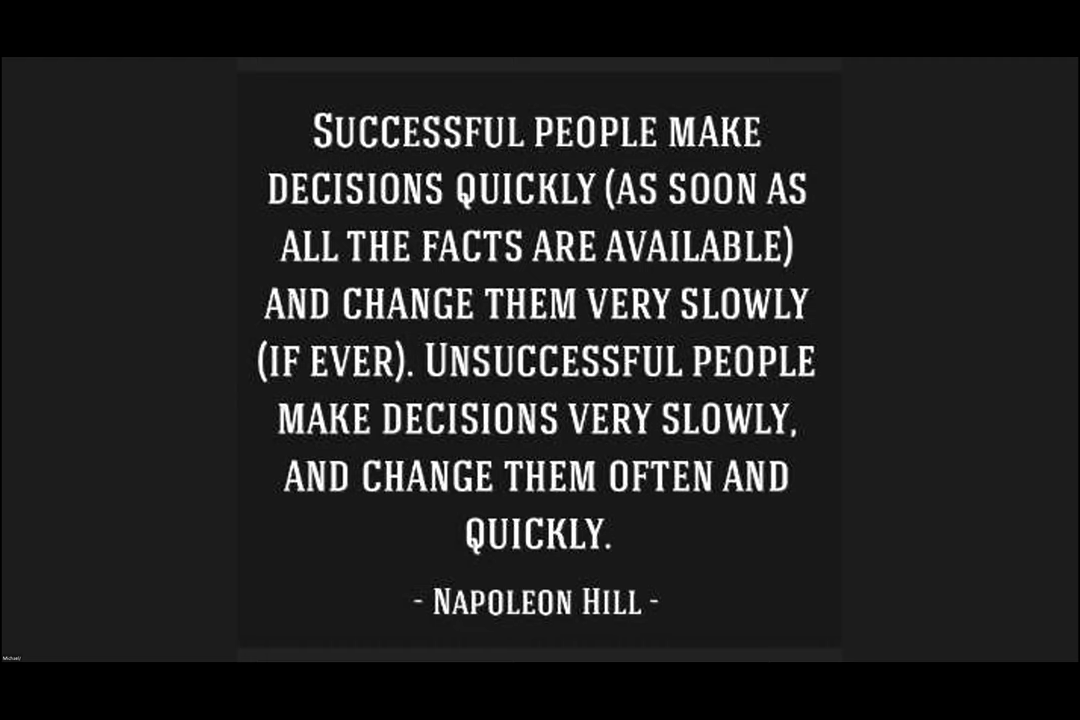 Successful people make
decisions quickly (as soon as
all the facts are available)
and change them very slowly
(if ever). Unsuccessful people
make decisions very slowly,
and change them often and
quickly.
- Napoleon Hill -
Michael